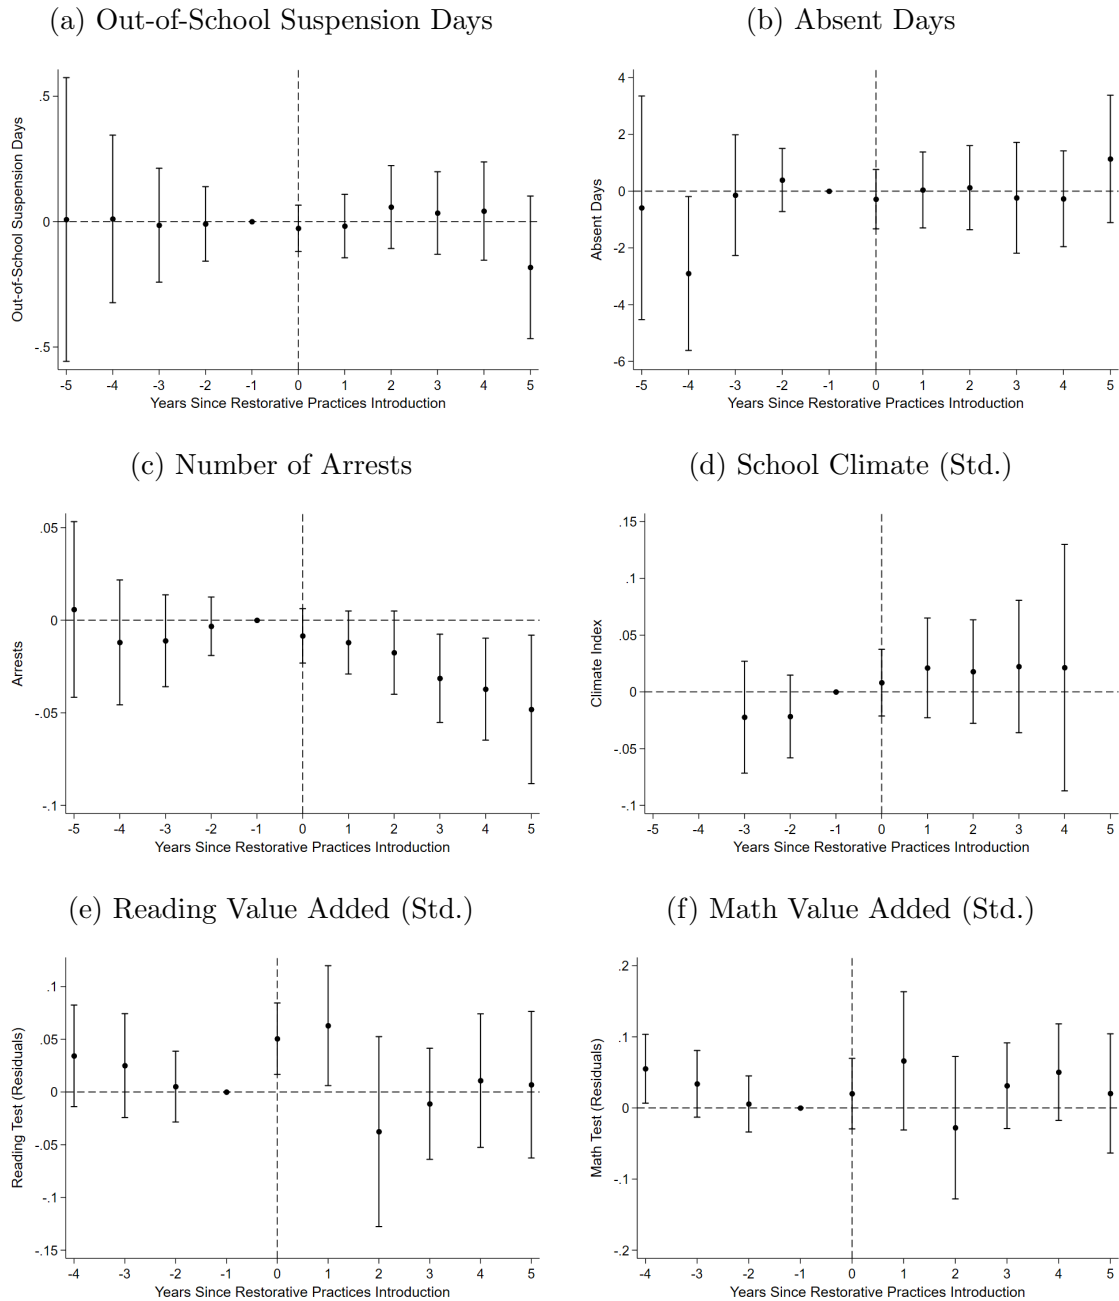 (a) Out-of-School Suspension Days
.5
0
-.5
Out-of-School Suspension Days
-5 -4 -3 -2 -1 0 1 2 3 4 5
Years Since Restorative Practices Introduction
(b) Absent Days
4
2
0
-2
-4
-6
Absent Days
-5 -4 -3 -2 -1 0 1 2 3 4 5
Years Since Restorative Practices Introduction
(c) Number of Arrests
.05
0
-.05
-.1
Arrests
-5 -4 -3 -2 -1 0 1 2 3 4 5
Years Since Restorative Practices Introduction
(d) School Climate (Std.)
.15
.1
.05
0
-.05
-.1
Climate Index
-5 -4 -3 -2 -1 0 1 2 3 4 5
Years Since Restorative Practices Introduction
(e) Reading Value Added (Std.)
.1
.05
0
-.05
-.1
-.15
Reading Test (Residuals)
-4 -3 -2 -1 0 1 2 3 4 5
Years Since Restorative Practices Introduction
(f) Math Value Added (Std.)
.2
.1
0
-.1
-.2
Math Test (Residuals)
-4 -3 -2 -1 0 1 2 3 4 5
Years Since Restorative Practices Introduction